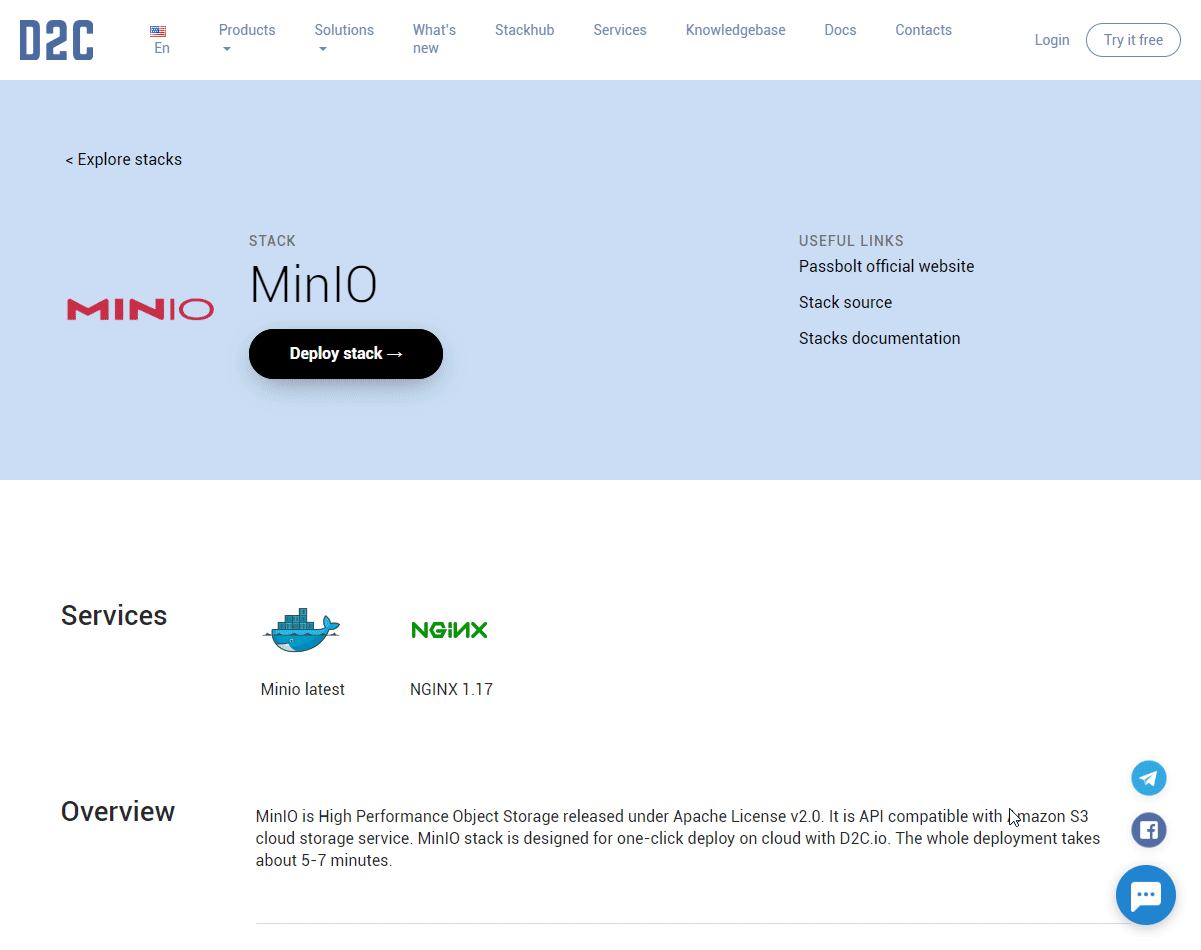 D2C
En
Products
Solutions
What's
new
Stackhub
Services
Knowledgebase
Docs
Contacts
Login
Try it free
< Explore stacks
STACK
MinIO
MINIO
Deploy stack →
USEFUL LINKS
Passbolt official website
Stack source
Stacks documentation
Services
NGINX
Minio latest
NGINX 1.17
Overview
MinIO is High Performance Object Storage released under Apache License v2.0. It is API compatible with Amazon S3
cloud storage service. MinIO stack is designed for one-click deploy on cloud with D2C.io. The whole deployment takes
about 5-7 minutes.